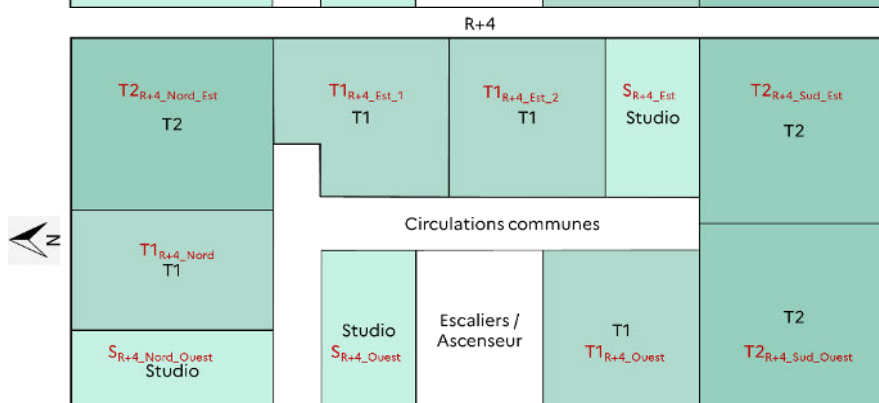 R+4
T2R+4_Nord_Est
T2
T1R+4_Est_1
T1
T1R+4_Est_2
T1
SR+4_Est
Studio
T2R+4_Sud_Est
T2
Circulations communes
N
T1R+4_Nord
T1
SR+4_Nord_Ouest
Studio
Studio
SR+4_Ouest
Escaliers /
Ascenseur
T1
T1R+4_Ouest
T2
T2R+4_Sud_Ouest